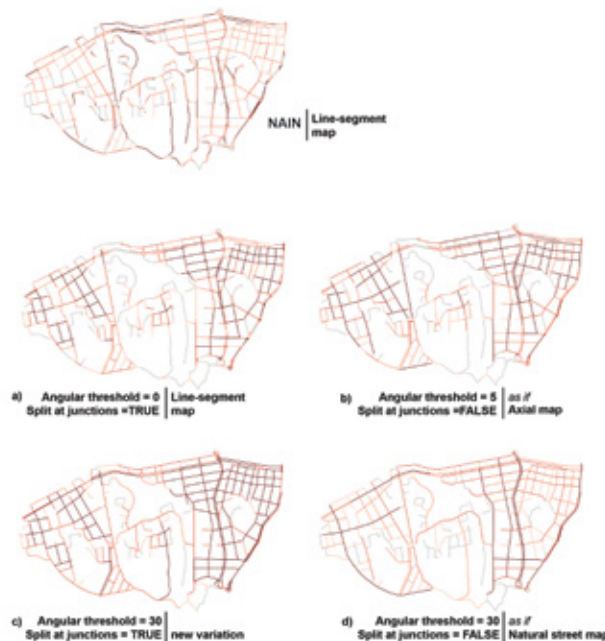 NAIN Line-segment
map
a) Angular threshold = 0 Line-segment
Split at junctions =TRUE map
b) Angular threshold = 5 as if
Split at junctions =FALSE Axial map
c) Angular threshold = 30
Split at junctions = TRUE new variation
d) Angular threshold = 30 as if
Split at junctions = FALSE Natural street map